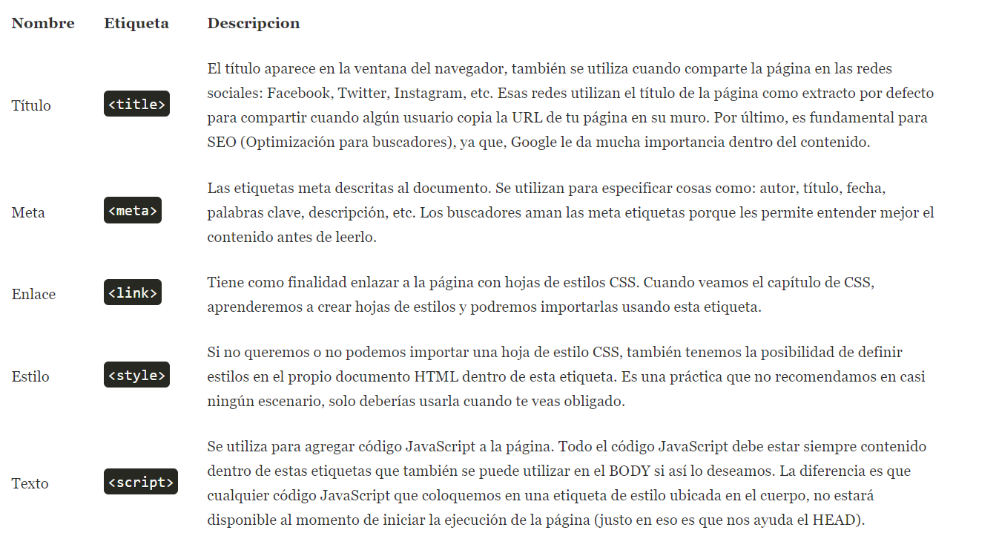 Nombre Etiqueta Descripcion
El título aparece en la ventana del navegador, también se utiliza cuando comparte la página en las redes
sociales: Facebook, Twitter, Instagram, etc. Esas redes utilizan el título de la página como extracto por defecto
Título <title>
para compartir cuando algún usuario copia la URL de tu página en su muro. Por último, es fundamental para
SEO (Optimización para buscadores), ya que, Google le da mucha importancia dentro del contenido.
Las etiquetas meta descritas al documento. Se utilizan para especificar cosas como: autor, título, fecha,
Meta <meta> palabras clave, descripción, etc. Los buscadores aman las meta etiquetas porque les permite entender mejor el
contenido antes de leerlo.
Tiene como finalidad enlazar a la página con hojas de estilos CSS. Cuando veamos el capítulo de CSS,
Enlace <link>
aprenderemos a crear hojas de estilos y podremos importarlas usando esta etiqueta.
Si no queremos o no podemos importar una hoja de estilo CSS, también tenemos la posibilidad de definir
Estilo <style> estilos en el propio documento HTML dentro de esta etiqueta. Es una práctica que no recomendamos en casi
ningún escenario, solo deberías usarla cuando te veas obligado.
Se utiliza para agregar código JavaScript a la página. Todo el código JavaScript debe estar siempre contenido
dentro de estas etiquetas que también se puede utilizar en el BODY si así lo deseamos. La diferencia es que
Texto <script>
cualquier código JavaScript que coloquemos en una etiqueta de estilo ubicada en el cuerpo, no estará
disponible al momento de iniciar la ejecución de la página (justo en eso es que nos ayuda el HEAD).